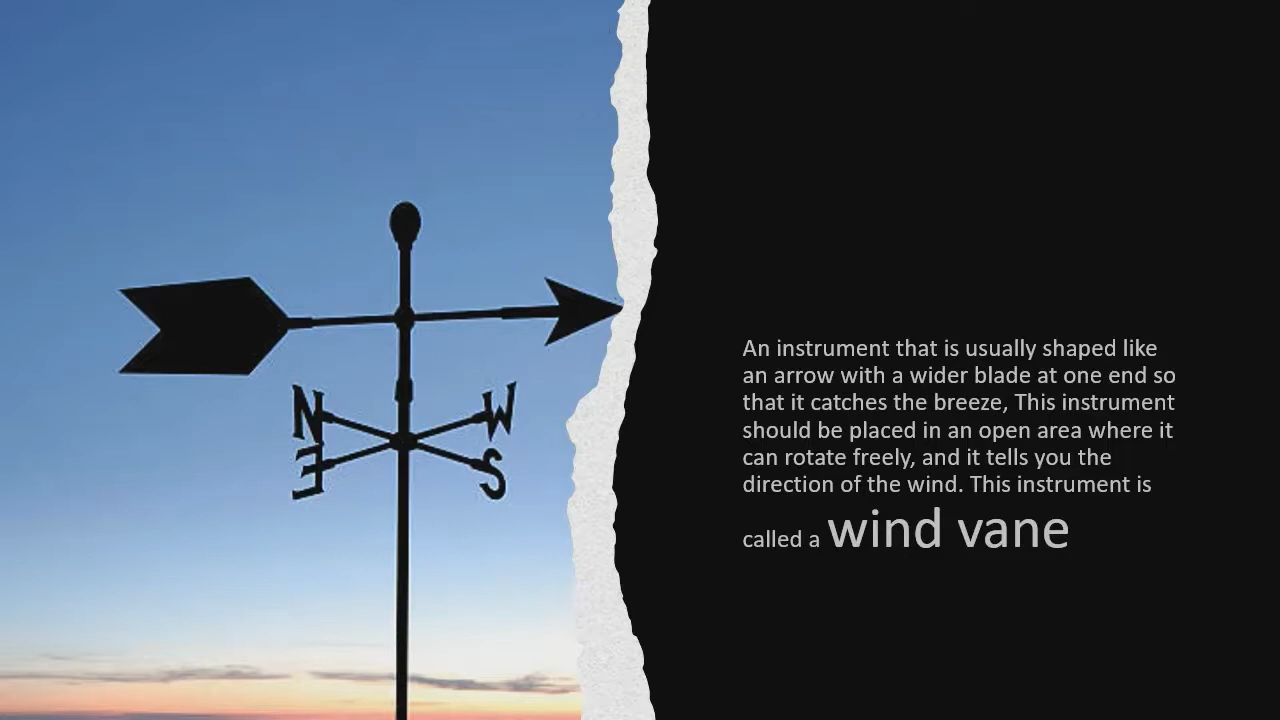 N W
E S
An instrument that is usually shaped like
an arrow with a wider blade at one end so
that it catches the breeze, This instrument
should be placed in an open area where it
can rotate freely, and it tells you the
direction of the wind. This instrument is
called a wind vane